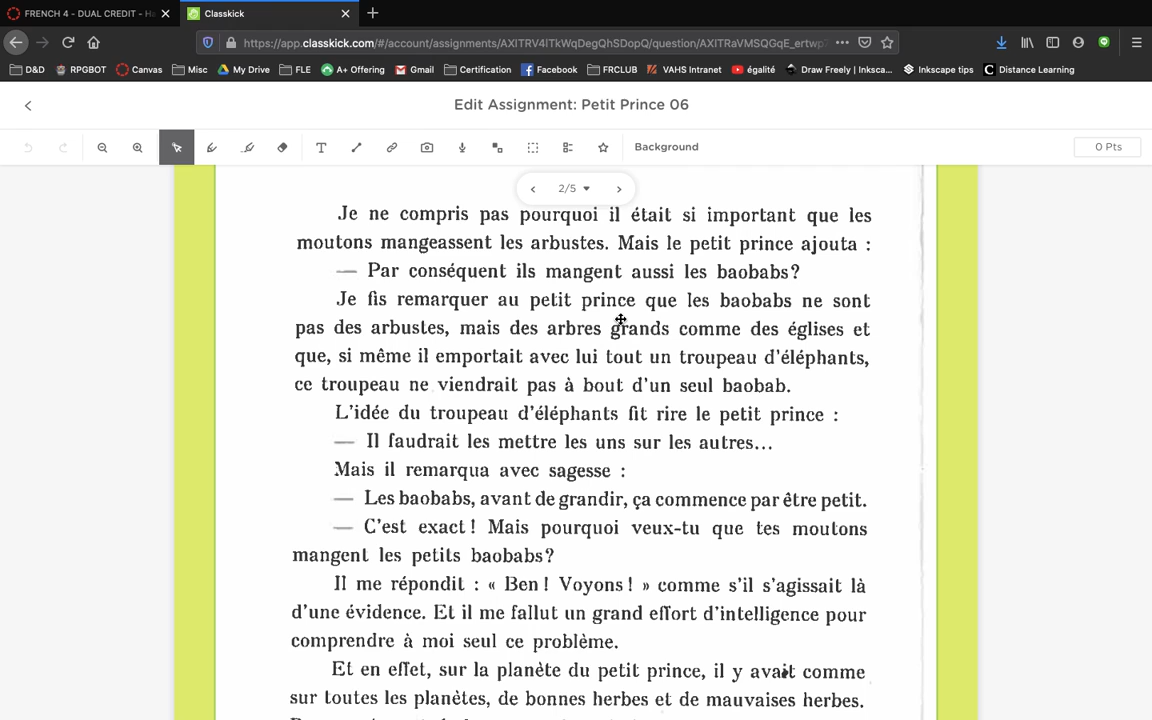 FRENCH 4 - DUAL CREDIT - H
Classkick
https://app.classkick.com/#/account/assignments/AXITRV4lTkWqDegQhSDopQ/question/AXITRaVMSQGqE_ertwp7
D&D RPGBOT Canvas Misc My Drive FLE A+ Offering Gmail Certification Facebook FRCLUB VAHS Intranet égalité Draw Freely | Inksca... Inkscape tips Distance Learning
Edit Assignment: Petit Prince 06
T Background 0 Pts
2/5
Je ne compris pas pourquoi il était si important que les
moutons mangeassent les arbustes. Mais le petit prince ajouta :
— Par conséquent ils mangent aussi les baobabs?
Je fis remarquer au petit prince que les baobabs ne sont
pas des arbustes, mais des arbres grands comme des églises et
que, si même il emportait avec lui tout un troupeau d'éléphants,
ce troupeau ne viendrait pas à bout d'un seul baobab.
L'idée du troupeau d'éléphants fit rire le petit prince :
— Il faudrait les mettre les uns sur les autres...
Mais il remarqua avec sagesse :
— Les baobabs, avant de grandir, ça commence par être petit.
— C'est exact! Mais pourquoi veux-tu que tes moutons
mangent les petits baobabs?
Il me répondit : « Ben! Voyons! » comme s'il s'agissait là
d'une évidence. Et il me fallut un grand effort d'intelligence pour
comprendre à moi seul ce problème.
Et en effet, sur la planète du petit prince, il y avait comme
sur toutes les planètes, de bonnes herbes et de mauvaises herbes.